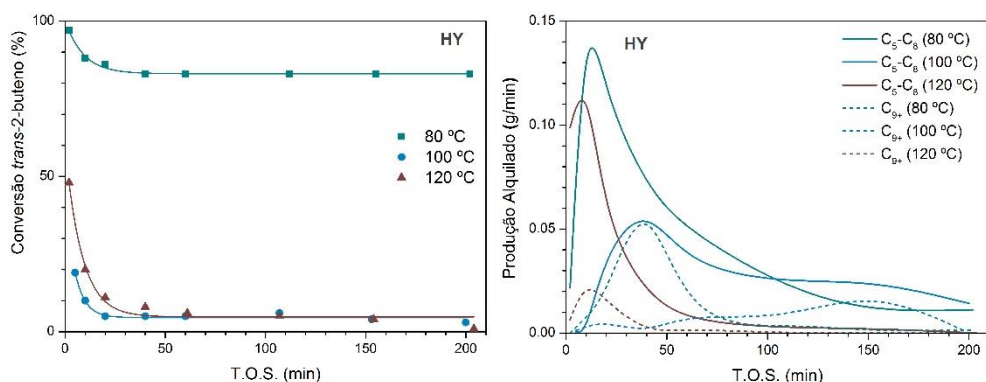 Conversão trans-2-buteno (%)
100
50
0
HY
80 ºC
100 ºC
120 ºC
0 50 100 150 200
T.O.S. (min)
Produção Alquilado (g/min)
0.15
0.10
0.05
0.00
HY
C₅-C₈ (80 ºC)
C₅-C₈ (100 ºC)
C₅-C₈ (120 ºC)
C₉₊ (80 ºC)
C₉₊ (100 ºC)
C₉₊ (120 ºC)
0 50 100 150 200
T.O.S. (min)